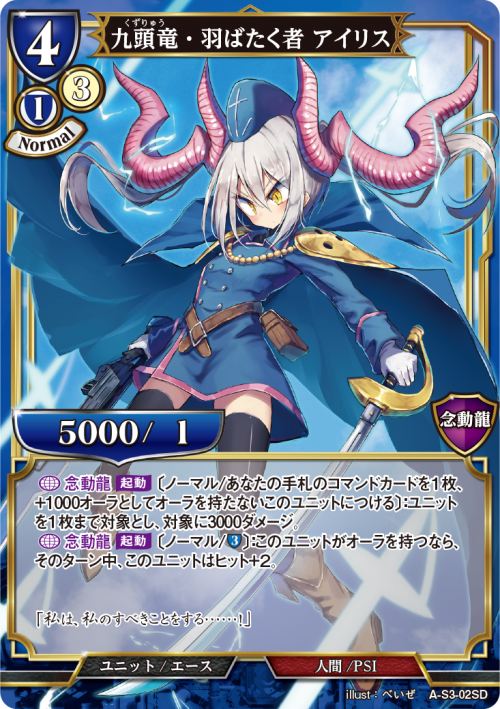 4
くずりゅう
九頭竜・羽ばたく者 アイリス
3
I
Normal
5000/ 1
念動龍
念動龍 起動 〔ノーマル/あなたの手札のコマンドカードを1枚、
+1000オーラとしてオーラを持たないこのユニットにつける〕:ユニット
を1枚まで対象とし、対象に3000ダメージ。
念動龍 起動 〔ノーマル/3〕:このユニットがオーラを持つなら、
そのターン中、このユニットはヒット+2。
「私は、私のすべきことをする……!」
ユニット/エース
人間/PSI
illust:べいぜ A-S3-02SD